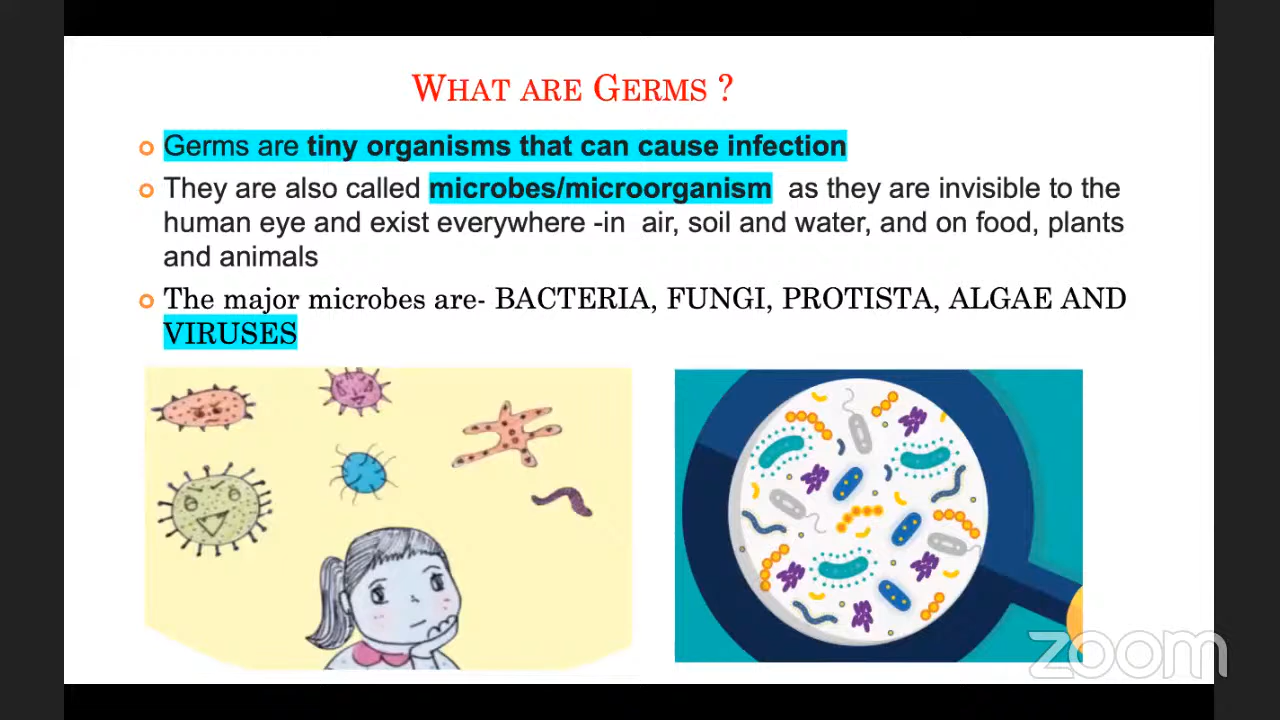 WHAT ARE GERMS ?
Germs are tiny organisms that can cause infection
They are also called microbes/microorganism as they are invisible to the
human eye and exist everywhere -in air, soil and water, and on food, plants
and animals
The major microbes are- BACTERIA, FUNGI, PROTISTA, ALGAE AND
VIRUSES
zoom